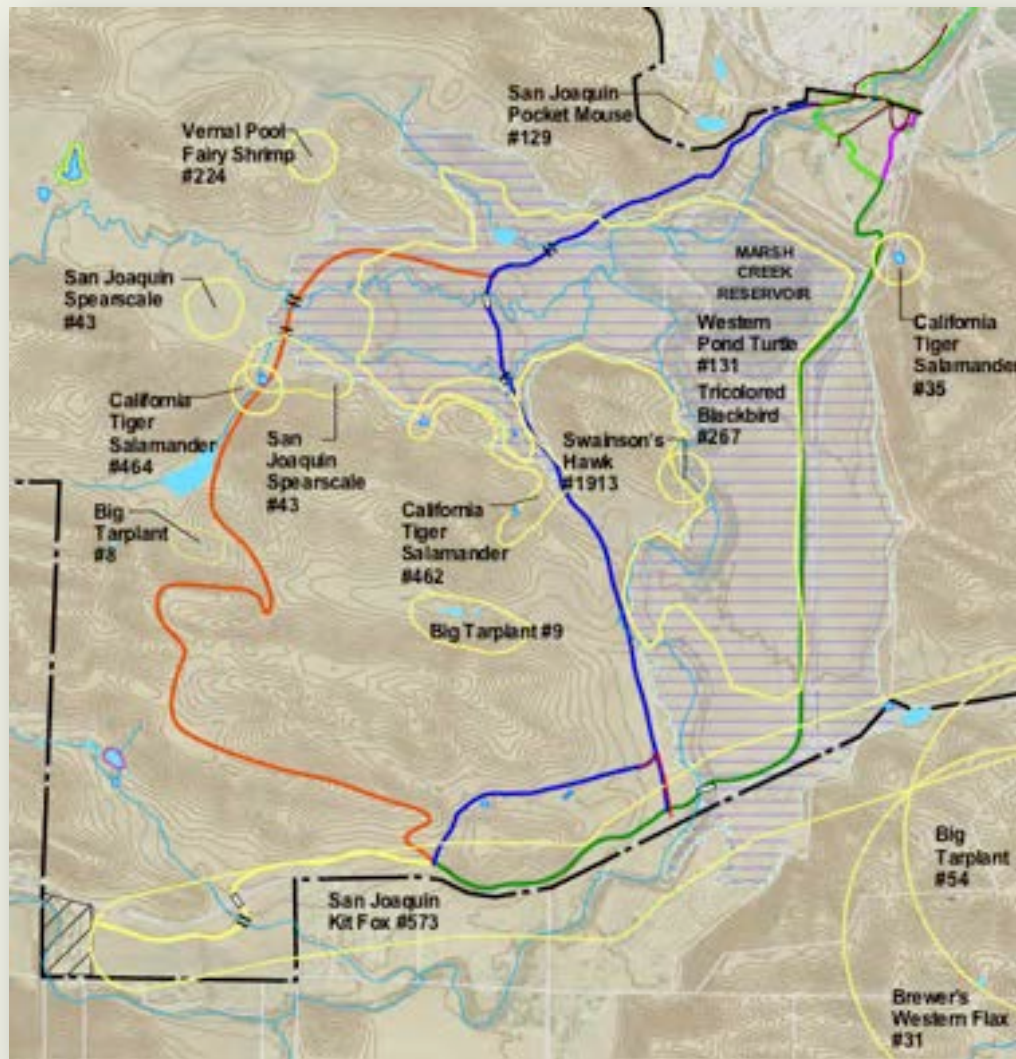 San Joaquin
Pocket Mouse
#129
Vernal Pool
Fairy Shrimp
#224
San Joaquin
Spearscale
#43
MARSH
CREEK
RESERVOIR
Western
Pond Turtle
#131
Tricolored
Blackbird
#267
California
Tiger
Salamander
#35
California
Tiger
Salamander
#464
San
Joaquin
Spearscale
#43
Swainson's
Hawk
#1913
California
Tiger
Salamander
#462
Big
Tarplant
#8
Big Tarplant #9
San Joaquin
Kit Fox #573
Big
Tarplant
#54
Brewer's
Western Flax
#31